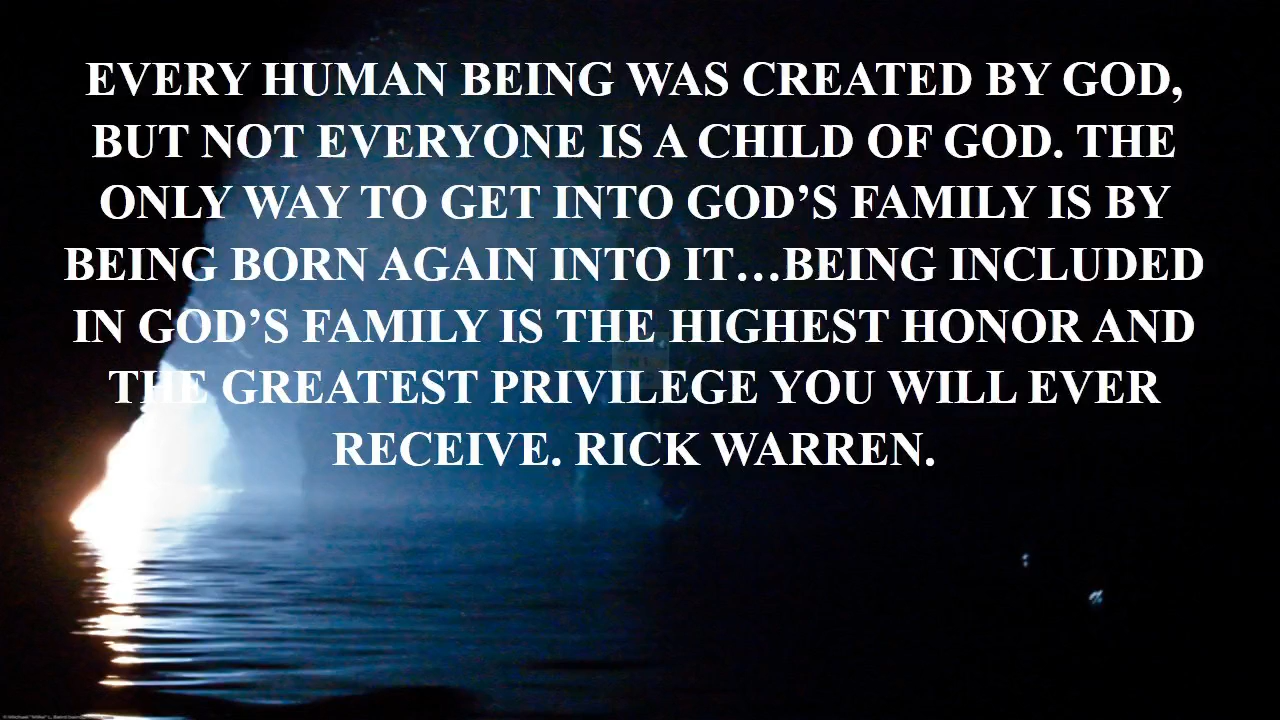 EVERY HUMAN BEING WAS CREATED BY GOD,
BUT NOT EVERYONE IS A CHILD OF GOD. THE
ONLY WAY TO GET INTO GOD’S FAMILY IS BY
BEING BORN AGAIN INTO IT…BEING INCLUDED
IN GOD’S FAMILY IS THE HIGHEST HONOR AND
THE GREATEST PRIVILEGE YOU WILL EVER
RECEIVE. RICK WARREN.